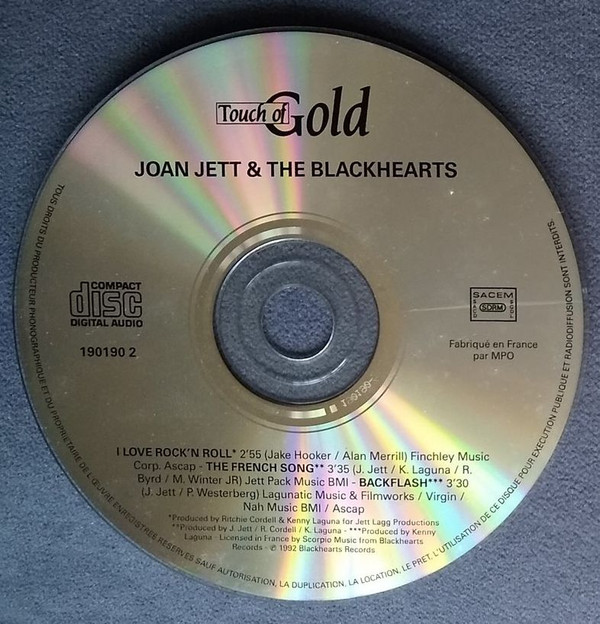 Touch of Gold
JOAN JETT & THE BLACKHEARTS
COMPACT
disc
DIGITAL AUDIO
190190 2
SACEM
SDRM
Fabriqué en France
par MPO
I LOVE ROCK'N ROLL* 2'55 (Jake Hooker / Alan Merrill) Finchley Music
Corp. Ascap - THE FRENCH SONG** 3'35 (J. Jett / K. Laguna / R.
Byrd / M. Winter JR) Jett Pack Music BMI - BACKFLASH*** 3'30
(J. Jett / P. Westerberg) Lagunatic Music & Filmworks / Virgin /
Nah Music BMI / Ascap
*Produced by Ritchie Cordell & Kenny Laguna for Jett Lagg Productions
**Produced by J. Jett / R. Cordell / K. Laguna - ***Produced by Kenny
Laguna - Licensed in France by Scorpio Music from Blackhearts
Records - ℗ 1992 Blackhearts Records
TOUS DROITS DU PRODUCTEUR PHONOGRAPHIQUE ET DU PROPRIETAIRE DE L'ŒUVRE ENREGISTREE RESERVES SAUF AUTORISATION, LA DUPLICATION, LA LOCATION, LE PRET, L'UTILISATION DE CE DISQUE POUR EXECUTION PUBLIQUE ET RADIODIFFUSION SONT INTERDITS.